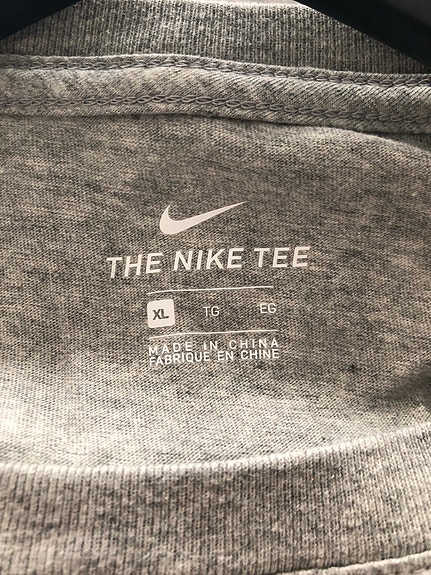 THE NIKE TEE
XL TG EG
MADE IN CHINA
FABRIQUE EN CHINE